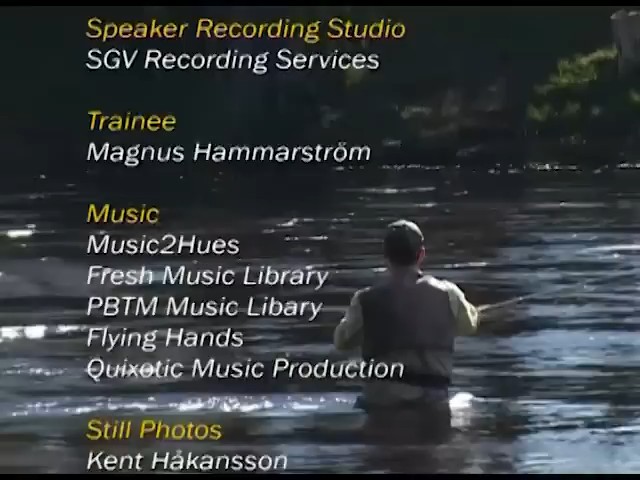 Speaker Recording Studio
SGV Recording Services
Trainee
Magnus Hammarström
Music
Music2Hues
Fresh Music Library
PBTM Music Libary
Flying Hands
Quixotic Music Production
Still Photos
Kent Håkansson